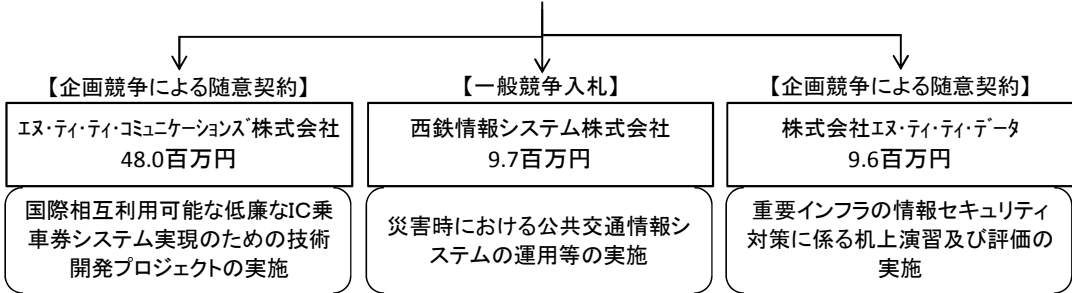 【企画競争による随意契約】
エヌ・ティ・ティ・コミュニケーションズ株式会社
48.0百万円
国際相互利用可能な低廉なIC乗
車券システム実現のための技術
開発プロジェクトの実施
【一般競争入札】
西鉄情報システム株式会社
9.7百万円
災害時における公共交通情報シ
ステムの運用等の実施
【企画競争による随意契約】
株式会社エヌ・ティ・ティ・データ
9.6百万円
重要インフラの情報セキュリティ
対策に係る机上演習及び評価の
実施